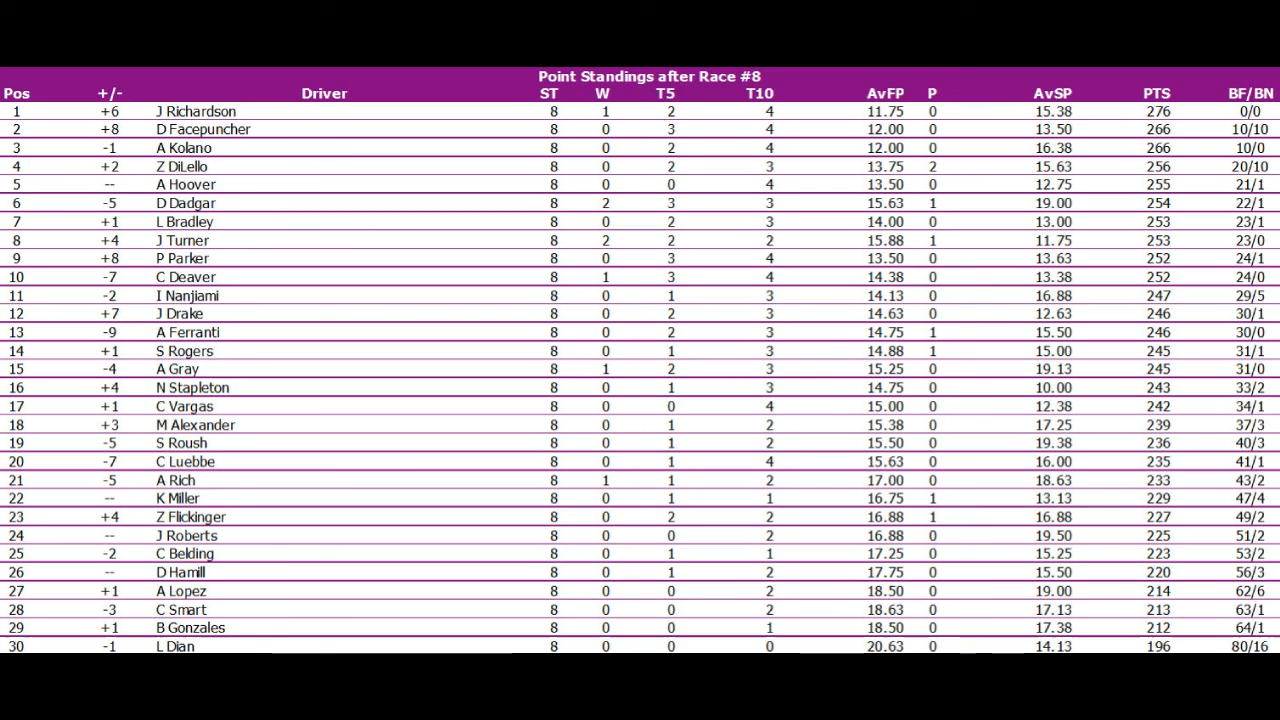 Point Standings after Race #8
Pos +/- Driver ST W T5 T10 AvFP P AvSP PTS BF/BN
1 +6 J Richardson 8 1 2 4 11.75 0 15.38 276 0/0
2 +8 D Facepuncher 8 0 3 4 12.00 0 13.50 266 10/10
3 -1 A Kolano 8 0 2 4 12.00 0 16.38 266 10/0
4 +2 Z DiLello 8 0 2 3 13.75 2 15.63 256 20/10
5 -- A Hoover 8 0 0 4 13.50 0 12.75 255 21/1
6 -5 D Dadgar 8 2 3 3 15.63 1 19.00 254 22/1
7 +1 L Bradley 8 0 2 3 14.00 0 13.00 253 23/1
8 +4 J Turner 8 2 2 2 15.88 1 11.75 253 23/0
9 +8 P Parker 8 0 3 4 13.50 0 13.63 252 24/1
10 -7 C Deaver 8 1 3 4 14.38 0 13.38 252 24/0
11 -2 I Nanjiami 8 0 1 3 14.13 0 16.88 247 29/5
12 +7 J Drake 8 0 2 3 14.63 0 12.63 246 30/1
13 -9 A Ferranti 8 0 2 3 14.75 1 15.50 246 30/0
14 +1 S Rogers 8 0 1 3 14.88 1 15.00 245 31/1
15 -4 A Gray 8 1 2 3 15.25 0 19.13 245 31/0
16 +4 N Stapleton 8 0 1 3 14.75 0 10.00 243 33/2
17 +1 C Vargas 8 0 0 4 15.00 0 12.38 242 34/1
18 +3 M Alexander 8 0 1 2 15.38 0 17.25 239 37/3
19 -5 S Roush 8 0 1 2 15.50 0 19.38 236 40/3
20 -7 C Luebbe 8 0 1 4 15.63 0 16.00 235 41/1
21 -5 A Rich 8 1 1 2 17.00 0 18.63 233 43/2
22 -- K Miller 8 0 1 1 16.75 1 13.13 229 47/4
23 +4 Z Flickinger 8 0 2 2 16.88 1 16.88 227 49/2
24 -- J Roberts 8 0 0 2 16.88 0 19.50 225 51/2
25 -2 C Belding 8 0 1 1 17.25 0 15.25 223 53/2
26 -- D Hamill 8 0 1 2 17.75 0 15.50 220 56/3
27 +1 A Lopez 8 0 0 2 18.50 0 19.00 214 62/6
28 -3 C Smart 8 0 0 2 18.63 0 17.13 213 63/1
29 +1 B Gonzales 8 0 0 1 18.50 0 17.38 212 64/1
30 -1 L Dian 8 0 0 0 20.63 0 14.13 196 80/16